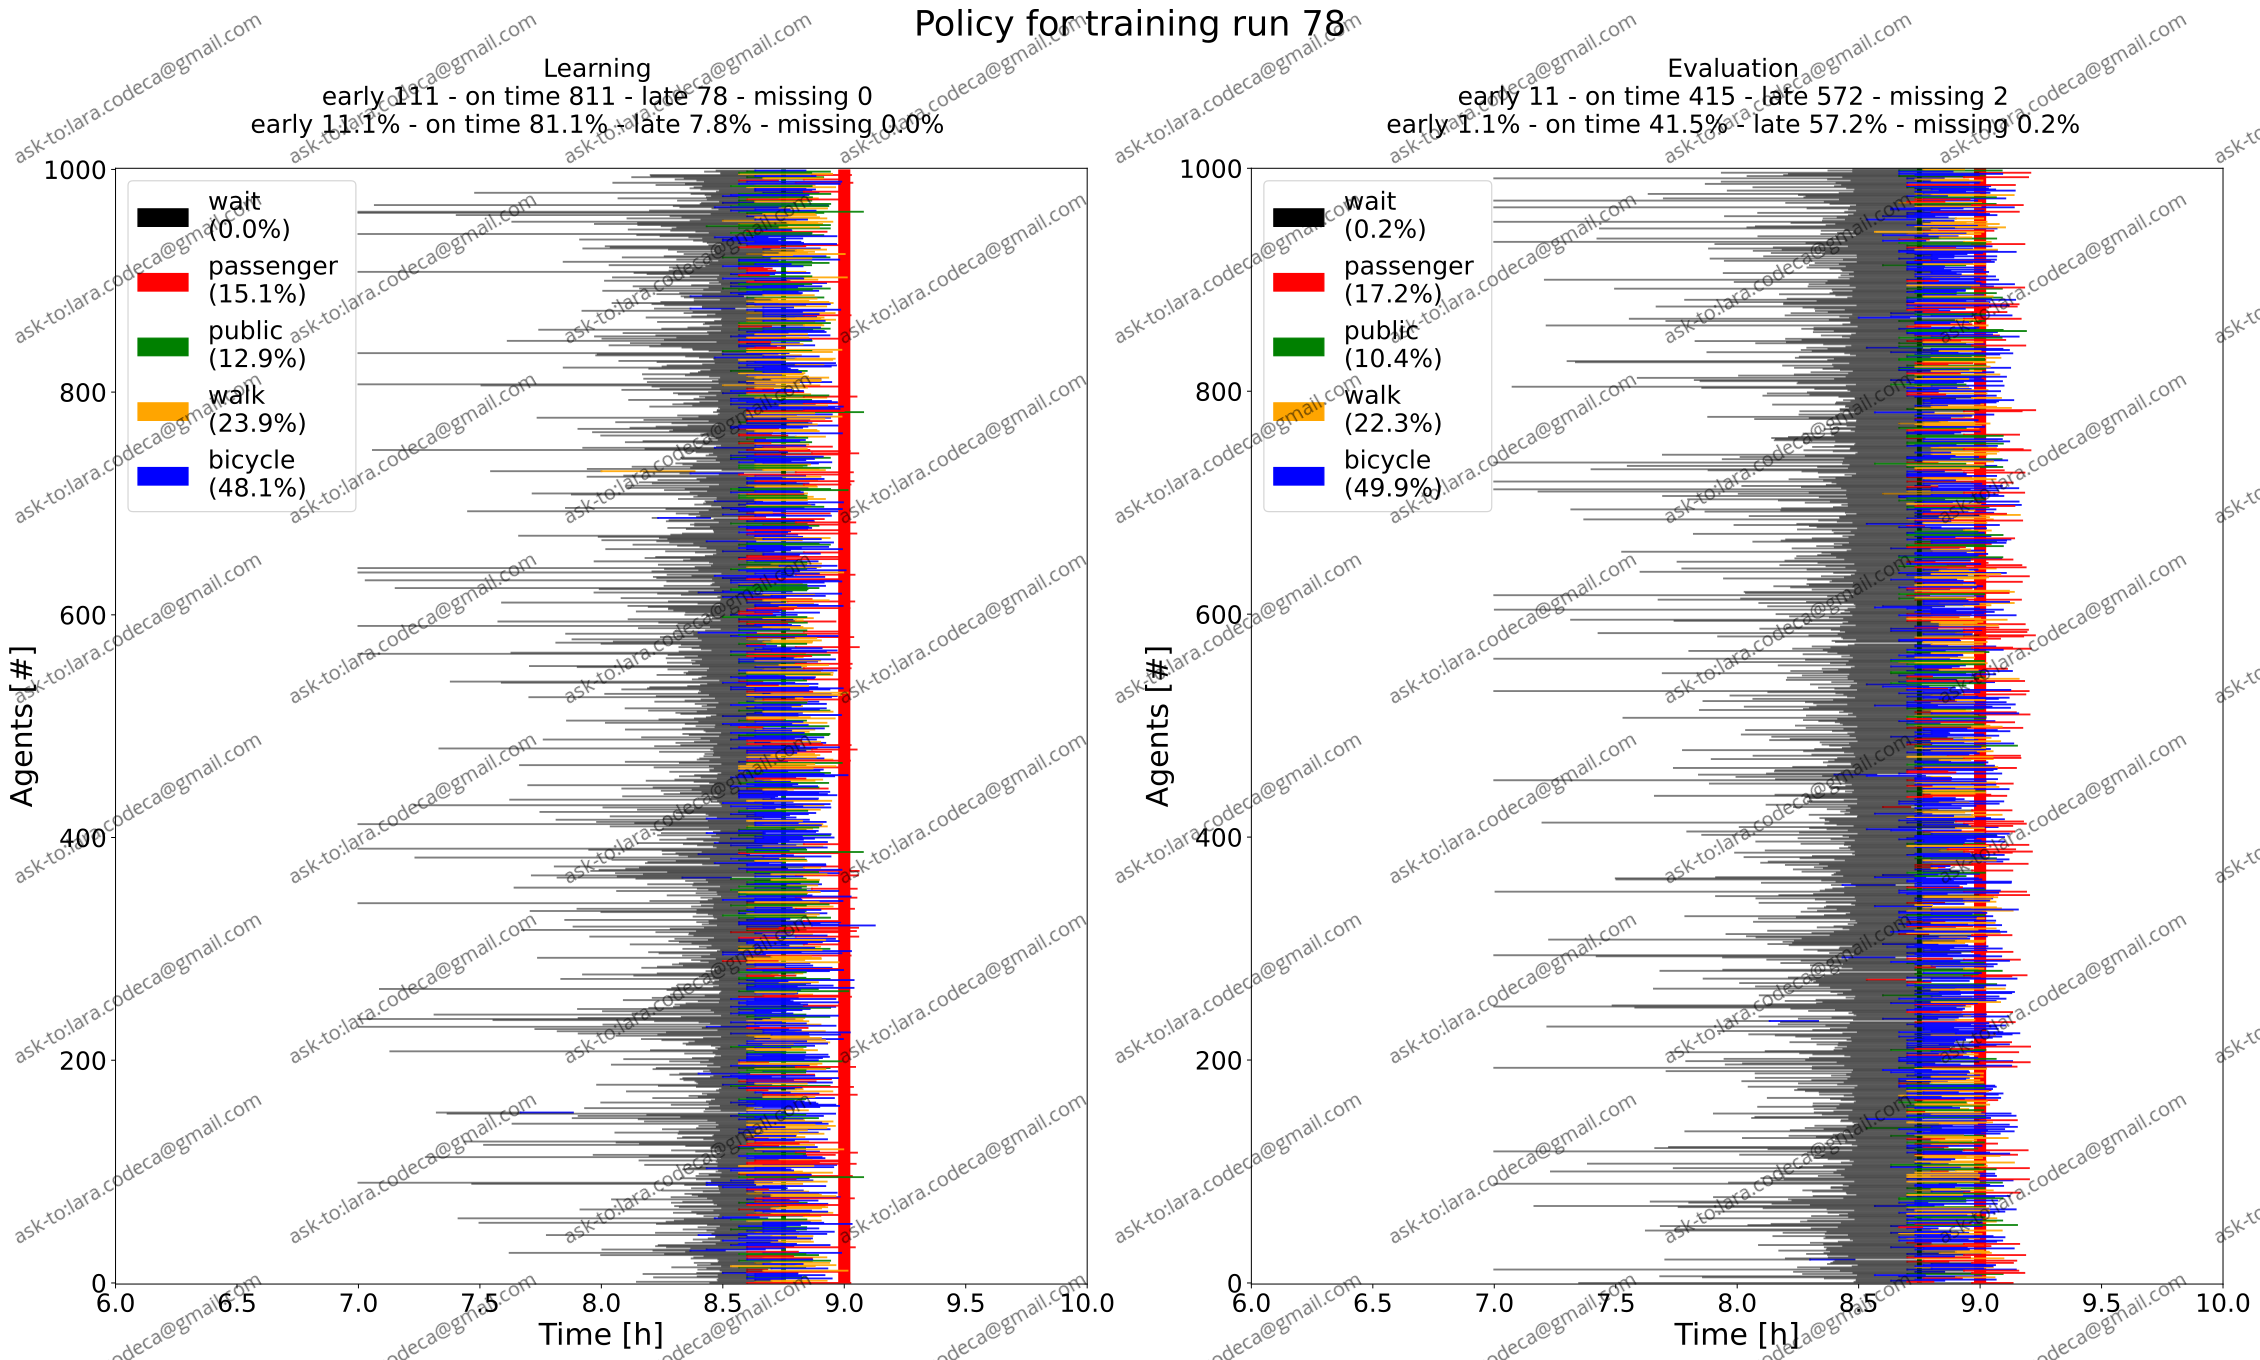 Policy for training run 78
Learning
early 111 - on time 811 - late 78 - missing 0
early 11.1% - on time 81.1% - late 7.8% - missing 0.0%
1000
800
600
400
200
0
Agents [#]
wait
(0.0%)
passenger
(15.1%)
public
(12.9%)
walk
(23.9%)
bicycle
(48.1%)
6.0 6.5 7.0 7.5 8.0 8.5 9.0 9.5 10.0
Time [h]
Evaluation
early 11 - on time 415 - late 572 - missing 2
early 1.1% - on time 41.5% - late 57.2% - missing 0.2%
1000
800
600
400
200
0
Agents [#]
wait
(0.2%)
passenger
(17.2%)
public
(10.4%)
walk
(22.3%)
bicycle
(49.9%)
6.0 6.5 7.0 7.5 8.0 8.5 9.0 9.5 10.0
Time [h]
ask-to:lara.codeca@gmail.com